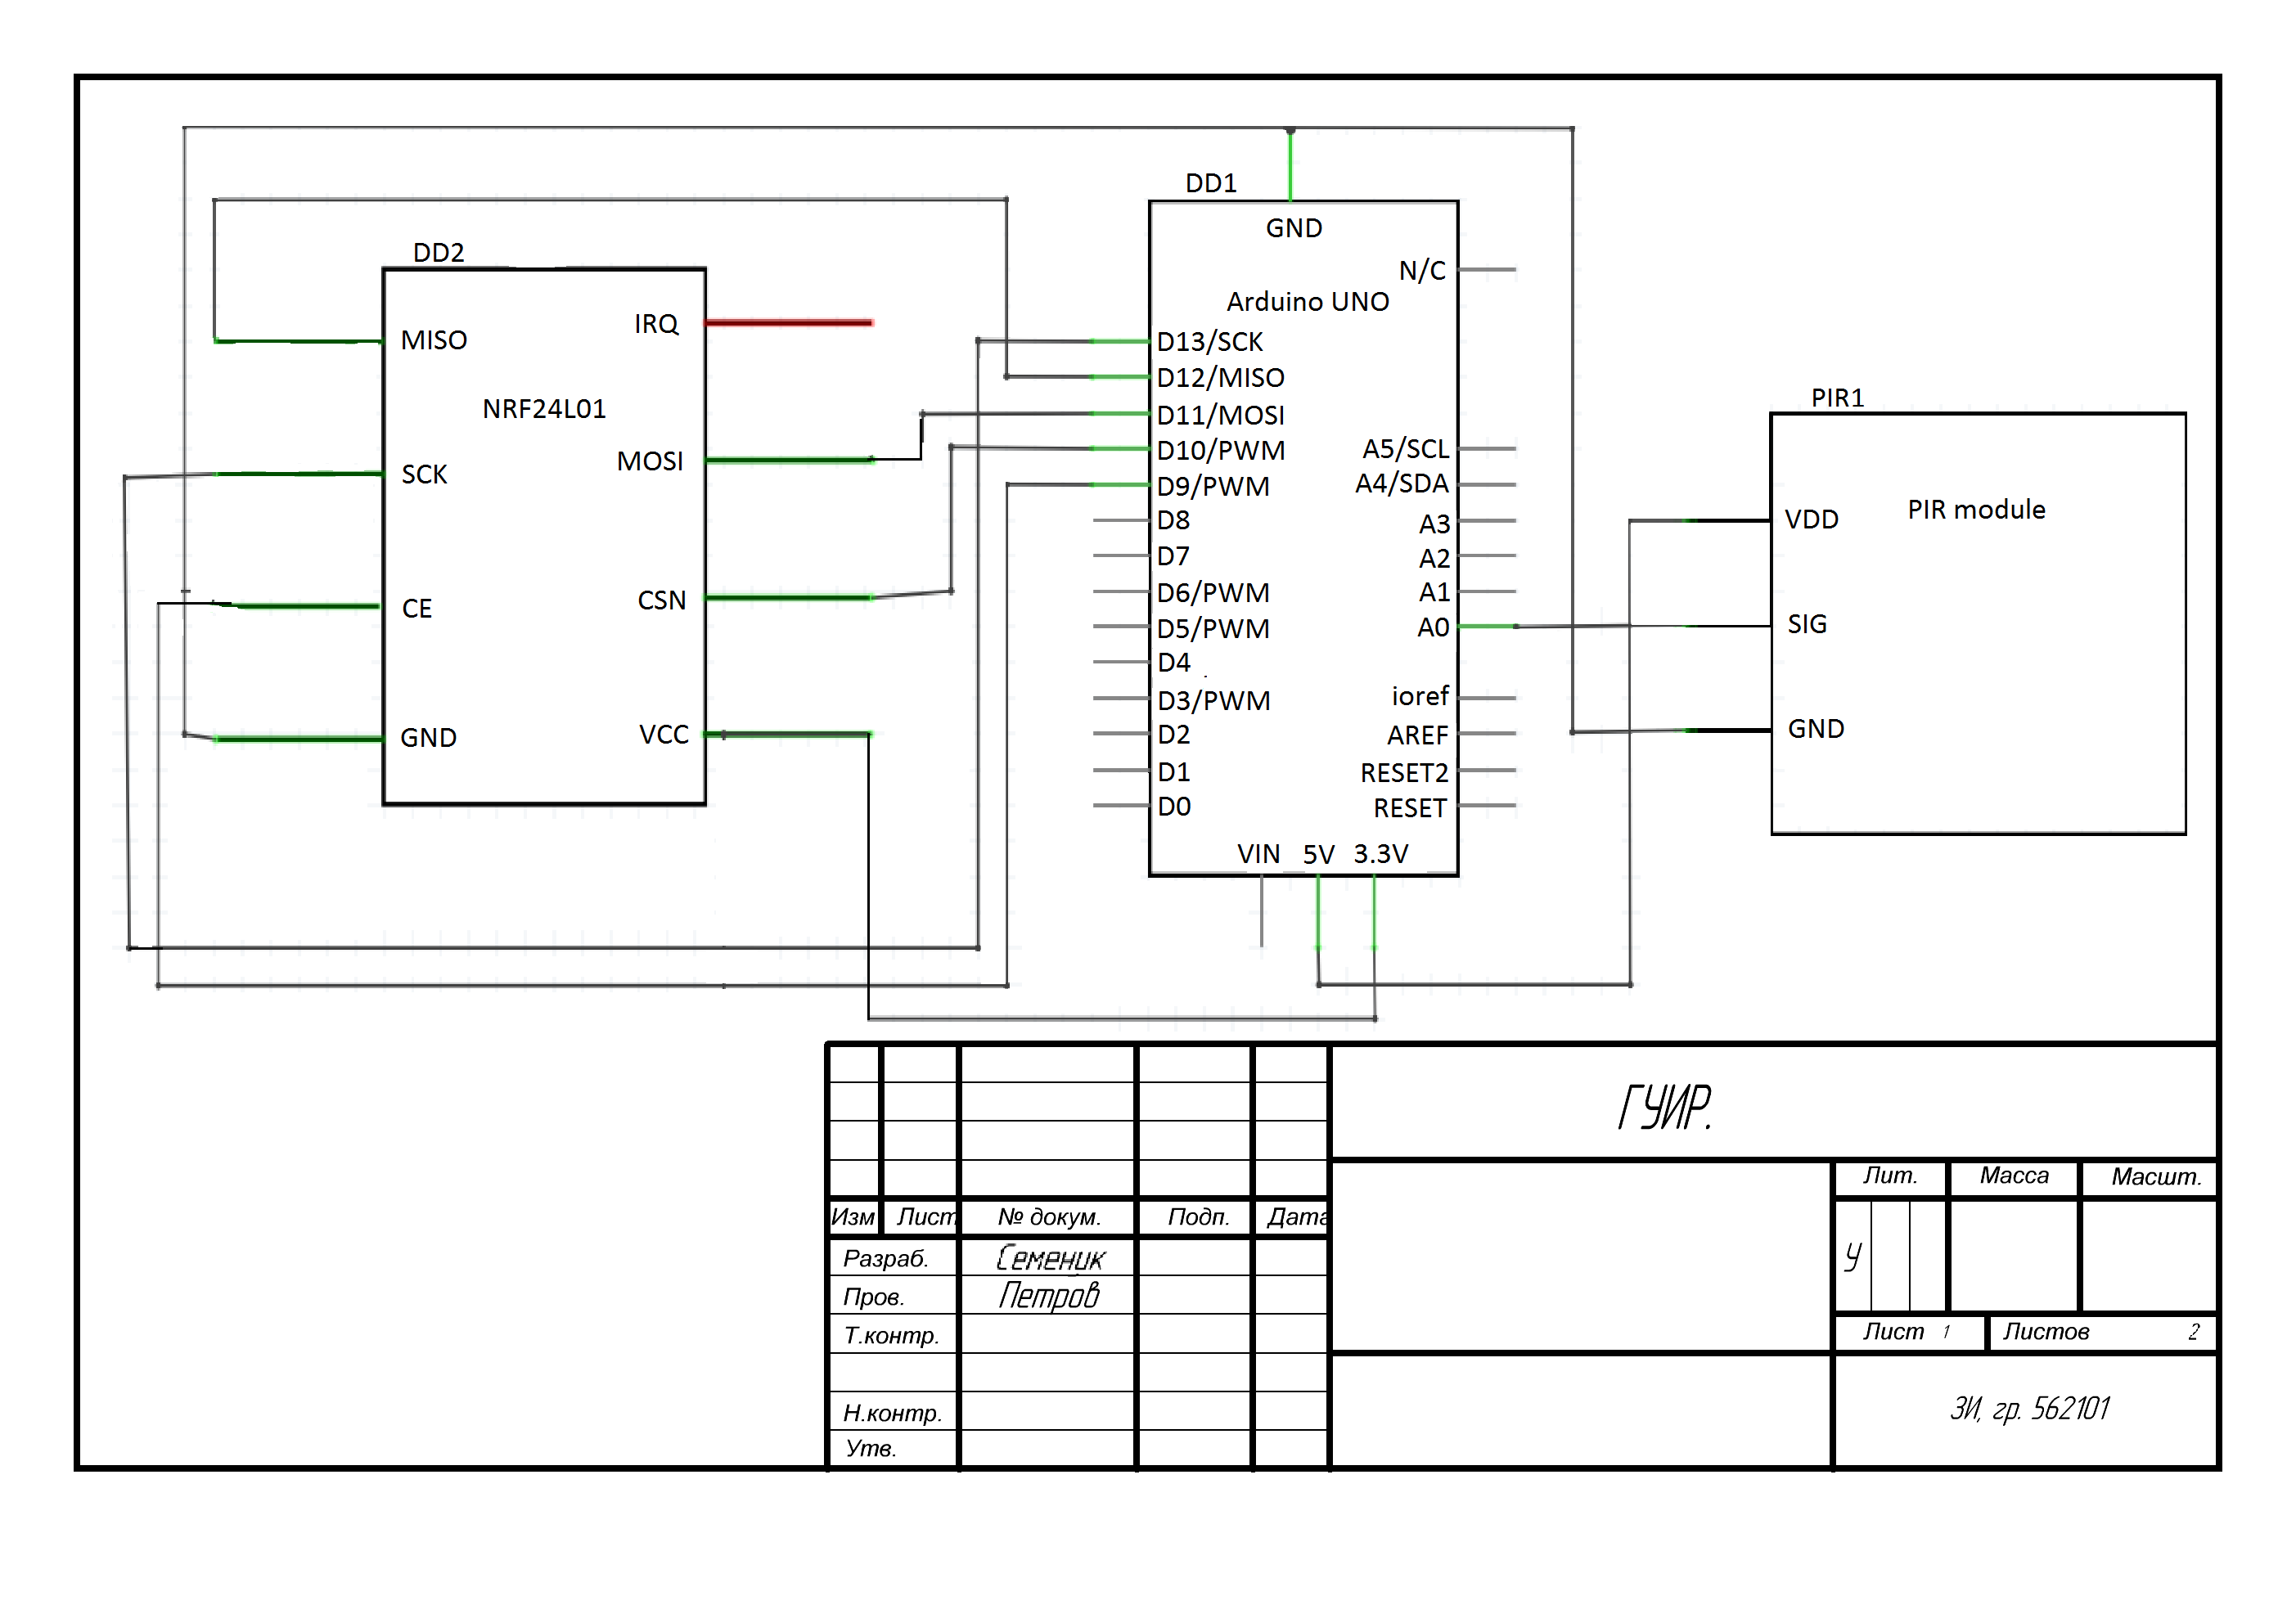 DD2
MISO
IRQ
NRF24L01
MOSI
SCK
CSN
CE
VCC
GND
DD1
GND
N/C
Arduino UNO
D13/SCK
D12/MISO
D11/MOSI
D10/PWM
A5/SCL
D9/PWM
A4/SDA
D8
A3
D7
A2
D6/PWM
A1
D5/PWM
A0
D4
D3/PWM
ioref
D2
AREF
D1
RESET2
D0
RESET
VIN 5V 3.3V
PIR1
PIR module
VDD
SIG
GND
ГУИР.
Лит. Масса Масшт.
Изм Лист № докум. Подп. Дата
Разраб. Семеник
У
Пров. Петров
Т.контр.
Лист 1 Листов 2
Н.контр.
Утв.
ЗИ, гр. 562101